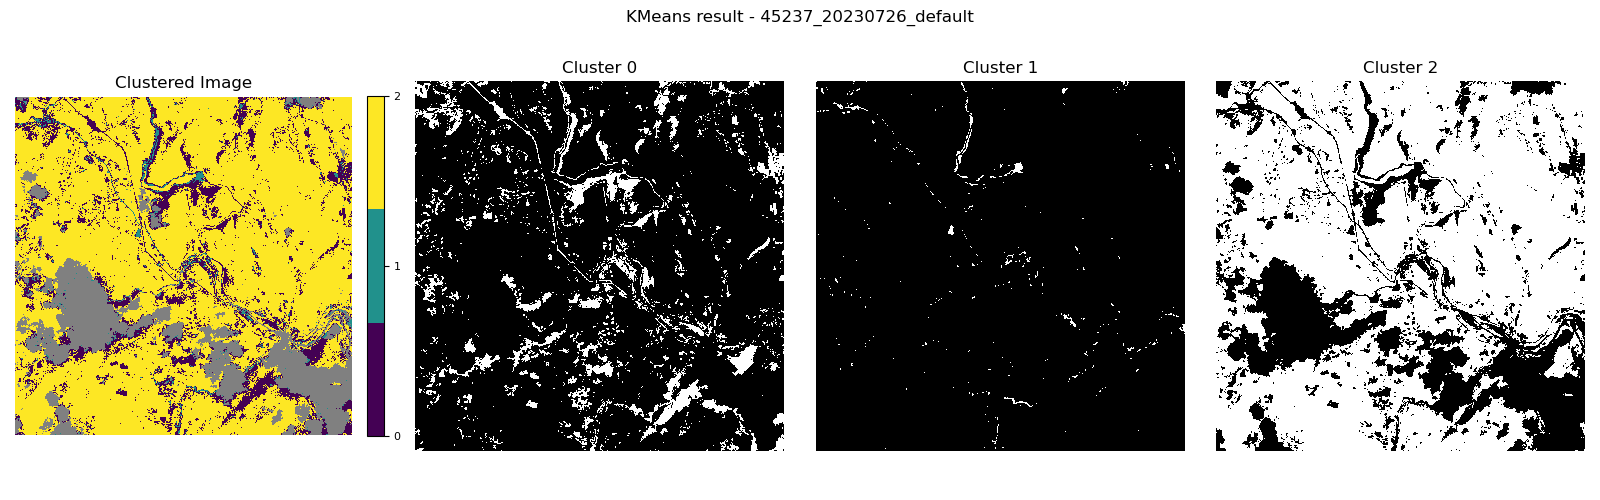 KMeans result - 45237_20230726_default
Clustered Image
Cluster 0
Cluster 1
Cluster 2
2
1
0